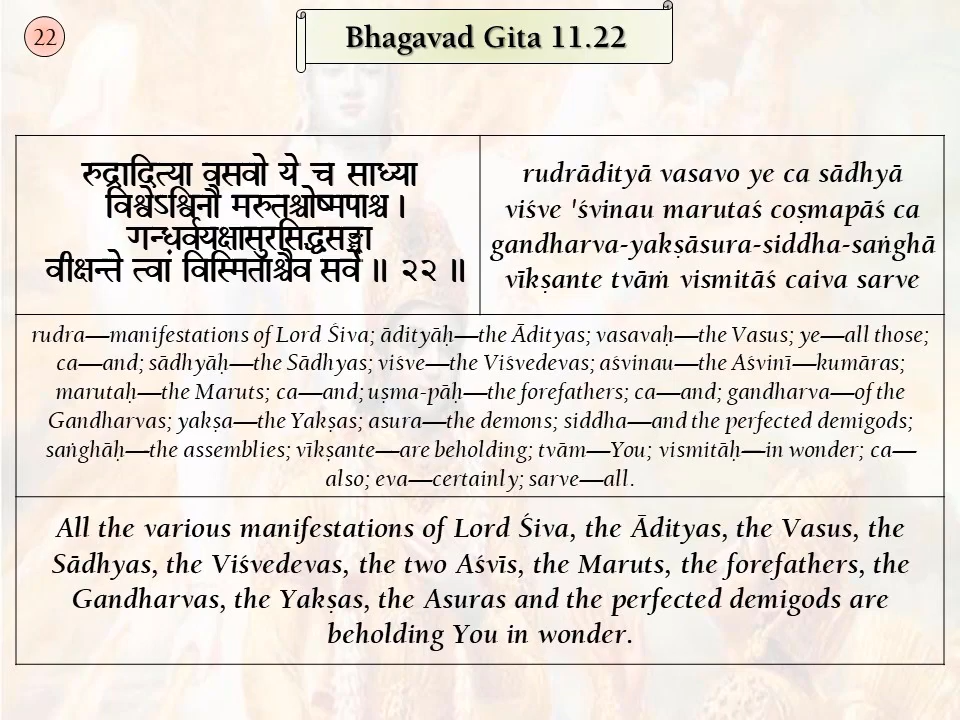 22
Bhagavad Gita 11.22
रुद्रादित्या वसवो ये च साध्या
विश्वेऽश्विनौ मरुतश्चोष्मपाश्च ।
गन्धर्वयक्षासुरसिद्धसङ्घा
वीक्षन्ते त्वां विस्मिताश्चैव सर्वे ॥ २२ ॥
rudrādityā vasavo ye ca sādhyā
viśve 'śvinau marutaś coṣmapāś ca
gandharva-yakṣāsura-siddha-saṅghā
vīkṣante tvāṁ vismitāś caiva sarve
rudra—manifestations of Lord Śiva; ādityāḥ—the Ādityas; vasavaḥ—the Vasus; ye—all those;
ca—and; sādhyāḥ—the Sādhyas; viśve—the Viśvedevas; aśvinau—the Aśvinī—kumāras;
marutaḥ—the Maruts; ca—and; uṣma-pāḥ—the forefathers; ca—and; gandharva—of the
Gandharvas; yakṣa—the Yakṣas; asura—the demons; siddha—and the perfected demigods;
saṅghāḥ—the assemblies; vīkṣante—are beholding; tvām—You; vismitāḥ—in wonder; ca—
also; eva—certainly; sarve—all.
All the various manifestations of Lord Śiva, the Ādityas, the Vasus, the
Sādhyas, the Viśvedevas, the two Aśvīs, the Maruts, the forefathers, the
Gandharvas, the Yakṣas, the Asuras and the perfected demigods are
beholding You in wonder.